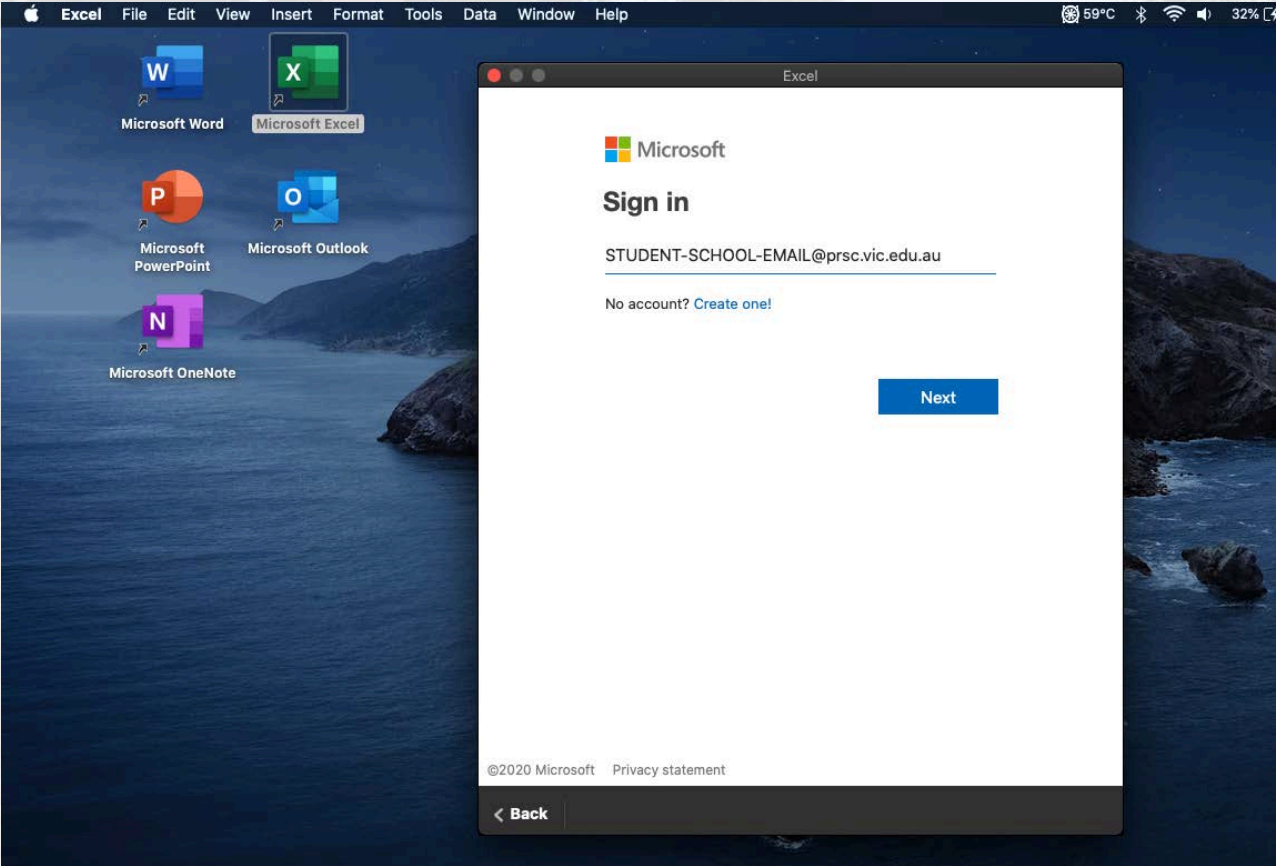 Excel File Edit View Insert Format Tools Data Window Help 59°C 32%
Excel
W X
Microsoft Word Microsoft Excel
P O
Microsoft Outlook
Microsoft
PowerPoint
N
Microsoft OneNote
Microsoft
Sign in
STUDENT-SCHOOL-EMAIL@prsc.vic.edu.au
No account? Create one!
Next
©2020 Microsoft Privacy statement
Back